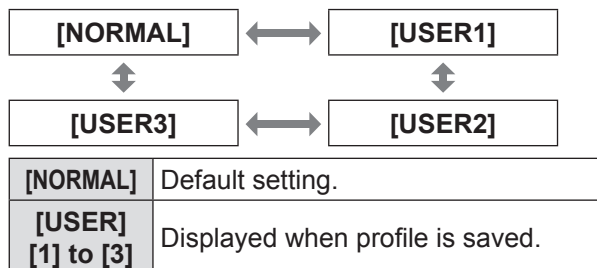 [NORMAL] [USER1]
[USER3] [USER2]
[NORMAL] Default setting.
[USER]
[1] to [3] Displayed when profile is saved.